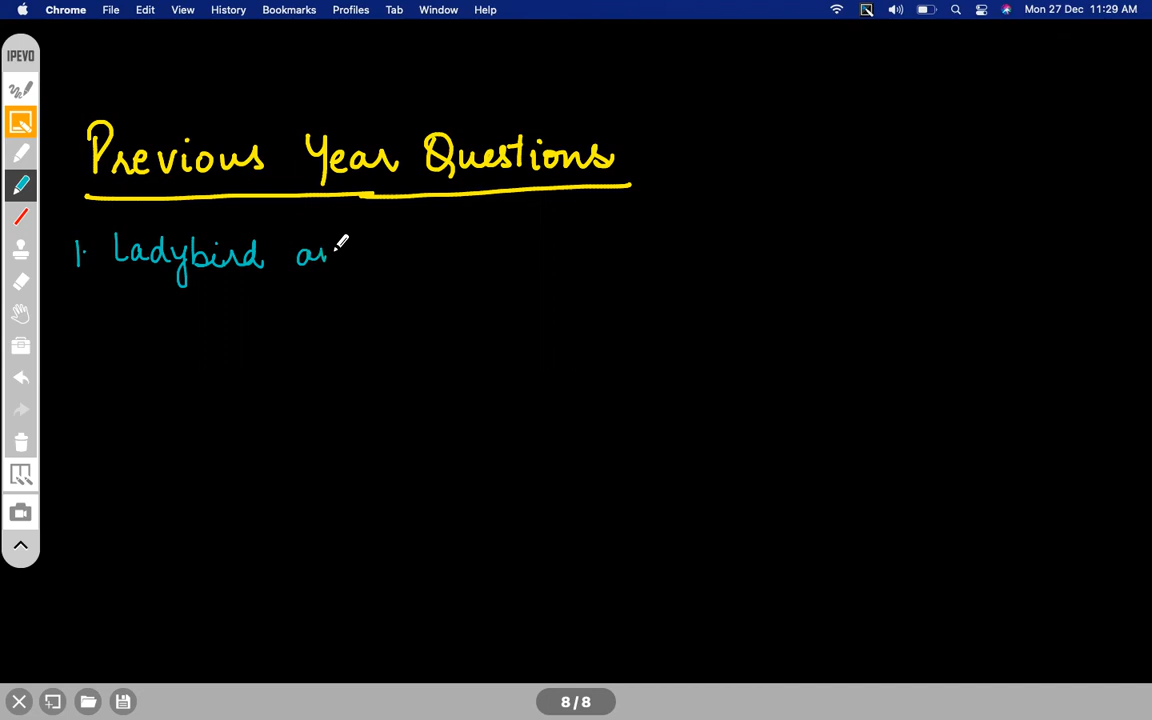 Chrome File Edit View History Bookmarks Profiles Tab Window Help Mon 27 Dec 11:29 AM
IPEVO
Previous Year Questions
1. Ladybird
8/8